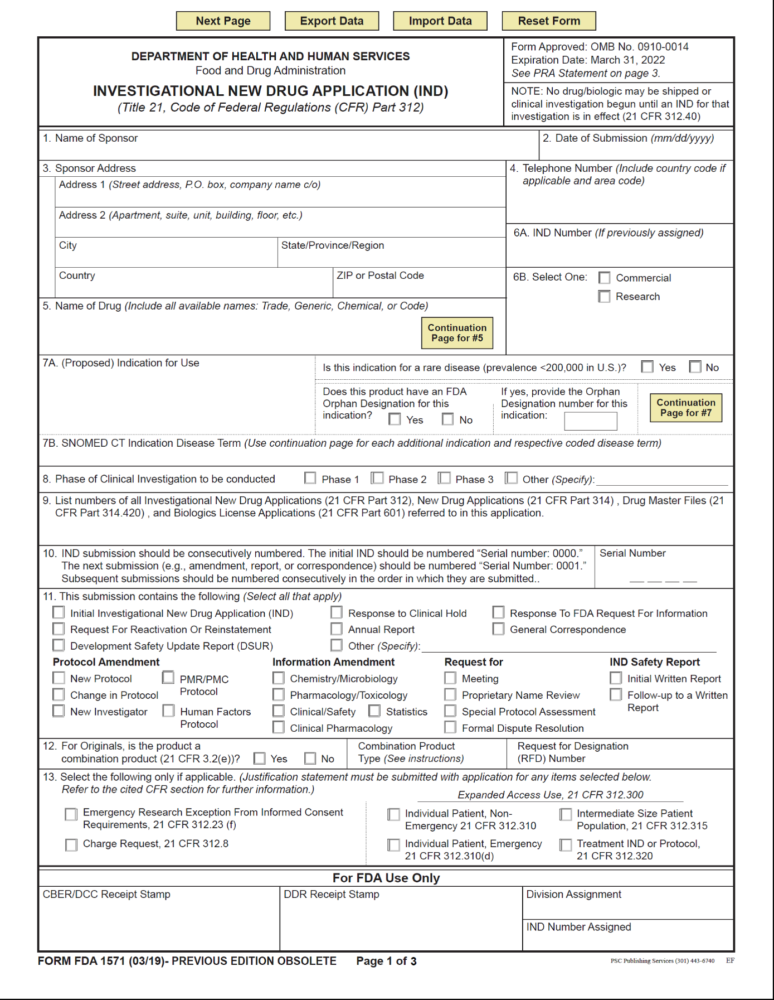 Next Page
Export Data
Import Data
Reset Form
DEPARTMENT OF HEALTH AND HUMAN SERVICES
Food and Drug Administration
INVESTIGATIONAL NEW DRUG APPLICATION (IND)
(Title 21, Code of Federal Regulations (CFR) Part 312)
Form Approved: OMB No. 0910-0014
Expiration Date: March 31, 2022
See PRA Statement on page 3.
NOTE: No drug/biologic may be shipped or
clinical investigation begun until an IND for that
investigation is in effect (21 CFR 312.40)
1. Name of Sponsor
2. Date of Submission (mm/dd/yyyy)
3. Sponsor Address
Address 1 (Street address, P.O. box, company name c/o)
Address 2 (Apartment, suite, unit, building, floor, etc.)
City
State/Province/Region
Country
ZIP or Postal Code
4. Telephone Number (Include country code if
applicable and area code)
6A. IND Number (If previously assigned)
6B. Select One:
Commercial
Research
5. Name of Drug (Include all available names: Trade, Generic, Chemical, or Code)
Continuation
Page for #5
7A. (Proposed) Indication for Use
Is this indication for a rare disease (prevalence <200,000 in U.S.)? Yes No
Does this product have an FDA
Orphan Designation for this
indication? Yes No
If yes, provide the Orphan
Designation number for this
indication:
Continuation
Page for #7
7B. SNOMED CT Indication Disease Term (Use continuation page for each additional indication and respective coded disease term)
8. Phase of Clinical Investigation to be conducted Phase 1 Phase 2 Phase 3 Other (Specify):
9. List numbers of all Investigational New Drug Applications (21 CFR Part 312), New Drug Applications (21 CFR Part 314) , Drug Master Files (21
CFR Part 314.420) , and Biologics License Applications (21 CFR Part 601) referred to in this application.
10. IND submission should be consecutively numbered. The initial IND should be numbered “Serial number: 0000.”
The next submission (e.g., amendment, report, or correspondence) should be numbered “Serial Number: 0001.”
Subsequent submissions should be numbered consecutively in the order in which they are submitted..
Serial Number
11. This submission contains the following (Select all that apply)
Initial Investigational New Drug Application (IND) Response to Clinical Hold Response To FDA Request For Information
Request For Reactivation Or Reinstatement Annual Report General Correspondence
Development Safety Update Report (DSUR) Other (Specify):
Protocol Amendment
New Protocol
Change in Protocol
New Investigator
PMR/PMC
Protocol
Human Factors
Protocol
Information Amendment
Chemistry/Microbiology
Pharmacology/Toxicology
Clinical/Safety Statistics
Clinical Pharmacology
Request for
Meeting
Proprietary Name Review
Special Protocol Assessment
Formal Dispute Resolution
IND Safety Report
Initial Written Report
Follow-up to a Written
Report
12. For Originals, is the product a
combination product (21 CFR 3.2(e))? Yes No
Combination Product
Type (See instructions)
Request for Designation
(RFD) Number
13. Select the following only if applicable. (Justification statement must be submitted with application for any items selected below.
Refer to the cited CFR section for further information.)
Emergency Research Exception From Informed Consent
Requirements, 21 CFR 312.23 (f)
Charge Request, 21 CFR 312.8
Expanded Access Use, 21 CFR 312.300
Individual Patient, Non-
Emergency 21 CFR 312.310
Intermediate Size Patient
Population, 21 CFR 312.315
Individual Patient, Emergency
21 CFR 312.310(d)
Treatment IND or Protocol,
21 CFR 312.320
For FDA Use Only
CBER/DCC Receipt Stamp
DDR Receipt Stamp
Division Assignment
IND Number Assigned
FORM FDA 1571 (03/19)- PREVIOUS EDITION OBSOLETE Page 1 of 3
PSC Publishing Services (301) 443-6740 EF